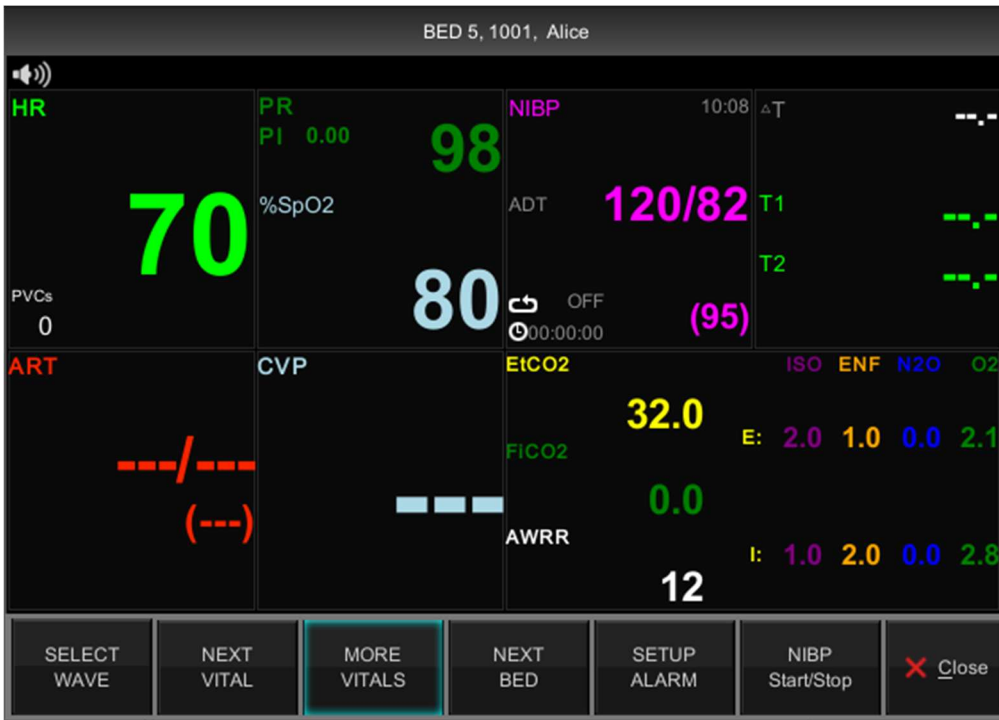 BED 5, 1001, Alice
HR
70
PVCs
0
PR
PI 0.00
98
%SpO2
80
NIBP 10:08
ADT 120/82
OFF
00:00:00
(95)
△T --.-
T1 --.-
T2 --.-
ART
---/---
(---)
CVP
---
EtCO2
32.0
FiCO2
0.0
AWRR
12
ISO ENF N2O O2
E: 2.0 1.0 0.0 2.1
I: 1.0 2.0 0.0 2.8
SELECT
WAVE
NEXT
VITAL
MORE
VITALS
NEXT
BED
SETUP
ALARM
NIBP
Start/Stop
Close